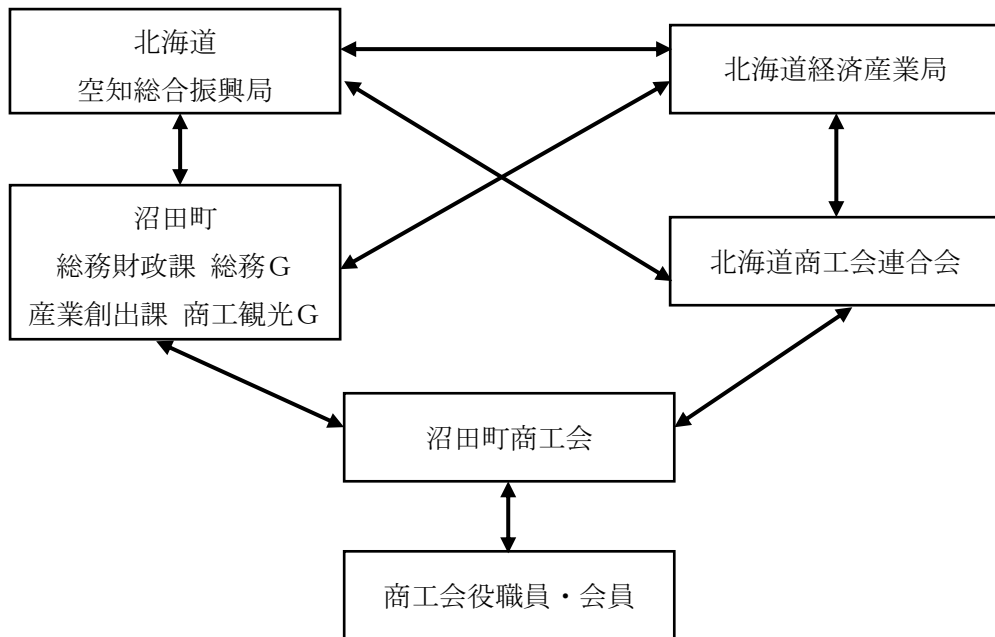 北海道
空知総合振興局
北海道経済産業局
沼田町
総務財政課 総務G
産業創出課 商工観光G
北海道商工会連合会
沼田町商工会
商工会役職員・会員